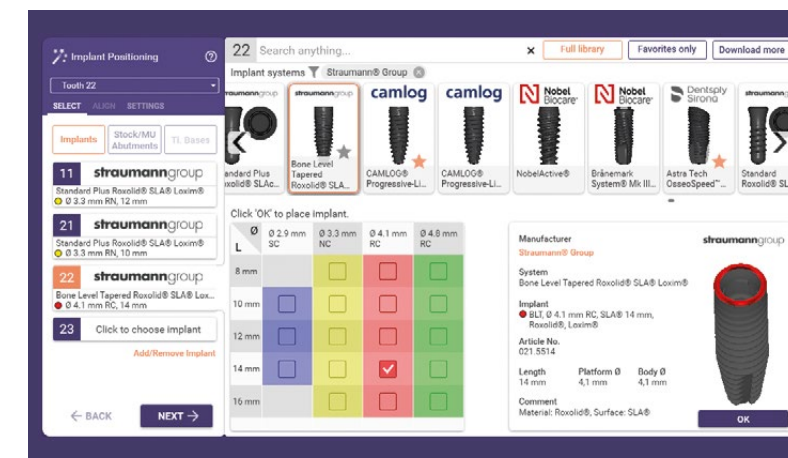 Implant Positioning
Tooth 22
SELECT ALIGN SETTINGS
Implants
Stock/MU
Abutments
Ti. Bases
11 straumanngroup
Standard Plus Roxolid® SLA® Loxim®
Ø 3.3 mm RN, 12 mm
21 straumanngroup
Standard Plus Roxolid® SLA® Loxim®
Ø 3.3 mm RN, 10 mm
22 straumanngroup
Bone Level Tapered Roxolid® SLA® Lox...
Ø 4.1 mm RC, 14 mm
23 Click to choose implant
Add/Remove Implant
← BACK
NEXT →
22 Search anything...
Full library
Favorites only
Download more
Implant systems Straumann® Group
straumanngroup
Bone Level
Tapered
Roxolid® SLA...
camlog
CAMLOG®
Progressive-Li...
camlog
CAMLOG®
Progressive-Li...
Nobel
Biocare
NobelActive®
Nobel
Biocare
Brånemark
System® Mk III...
Dentsply
Sirona
Astra Tech
OsseoSpeed™...
Standard
Roxolid® SL
Click 'OK' to place implant.
Ø
L
Ø 2.9 mm
SC
Ø 3.3 mm
NC
Ø 4.1 mm
RC
Ø 4.8 mm
RC
8 mm
10 mm
12 mm
14 mm
16 mm
Manufacturer
Straumann® Group
straumanngroup
System
Bone Level Tapered Roxolid® SLA® Loxim®
Implant
BLT, Ø 4.1 mm RC, SLA® 14 mm,
Roxolid®, Loxim®
Article No.
021.5514
Length Platform Ø Body Ø
14 mm 4,1 mm 4,1 mm
Comment
Material: Roxolid®, Surface: SLA®
OK